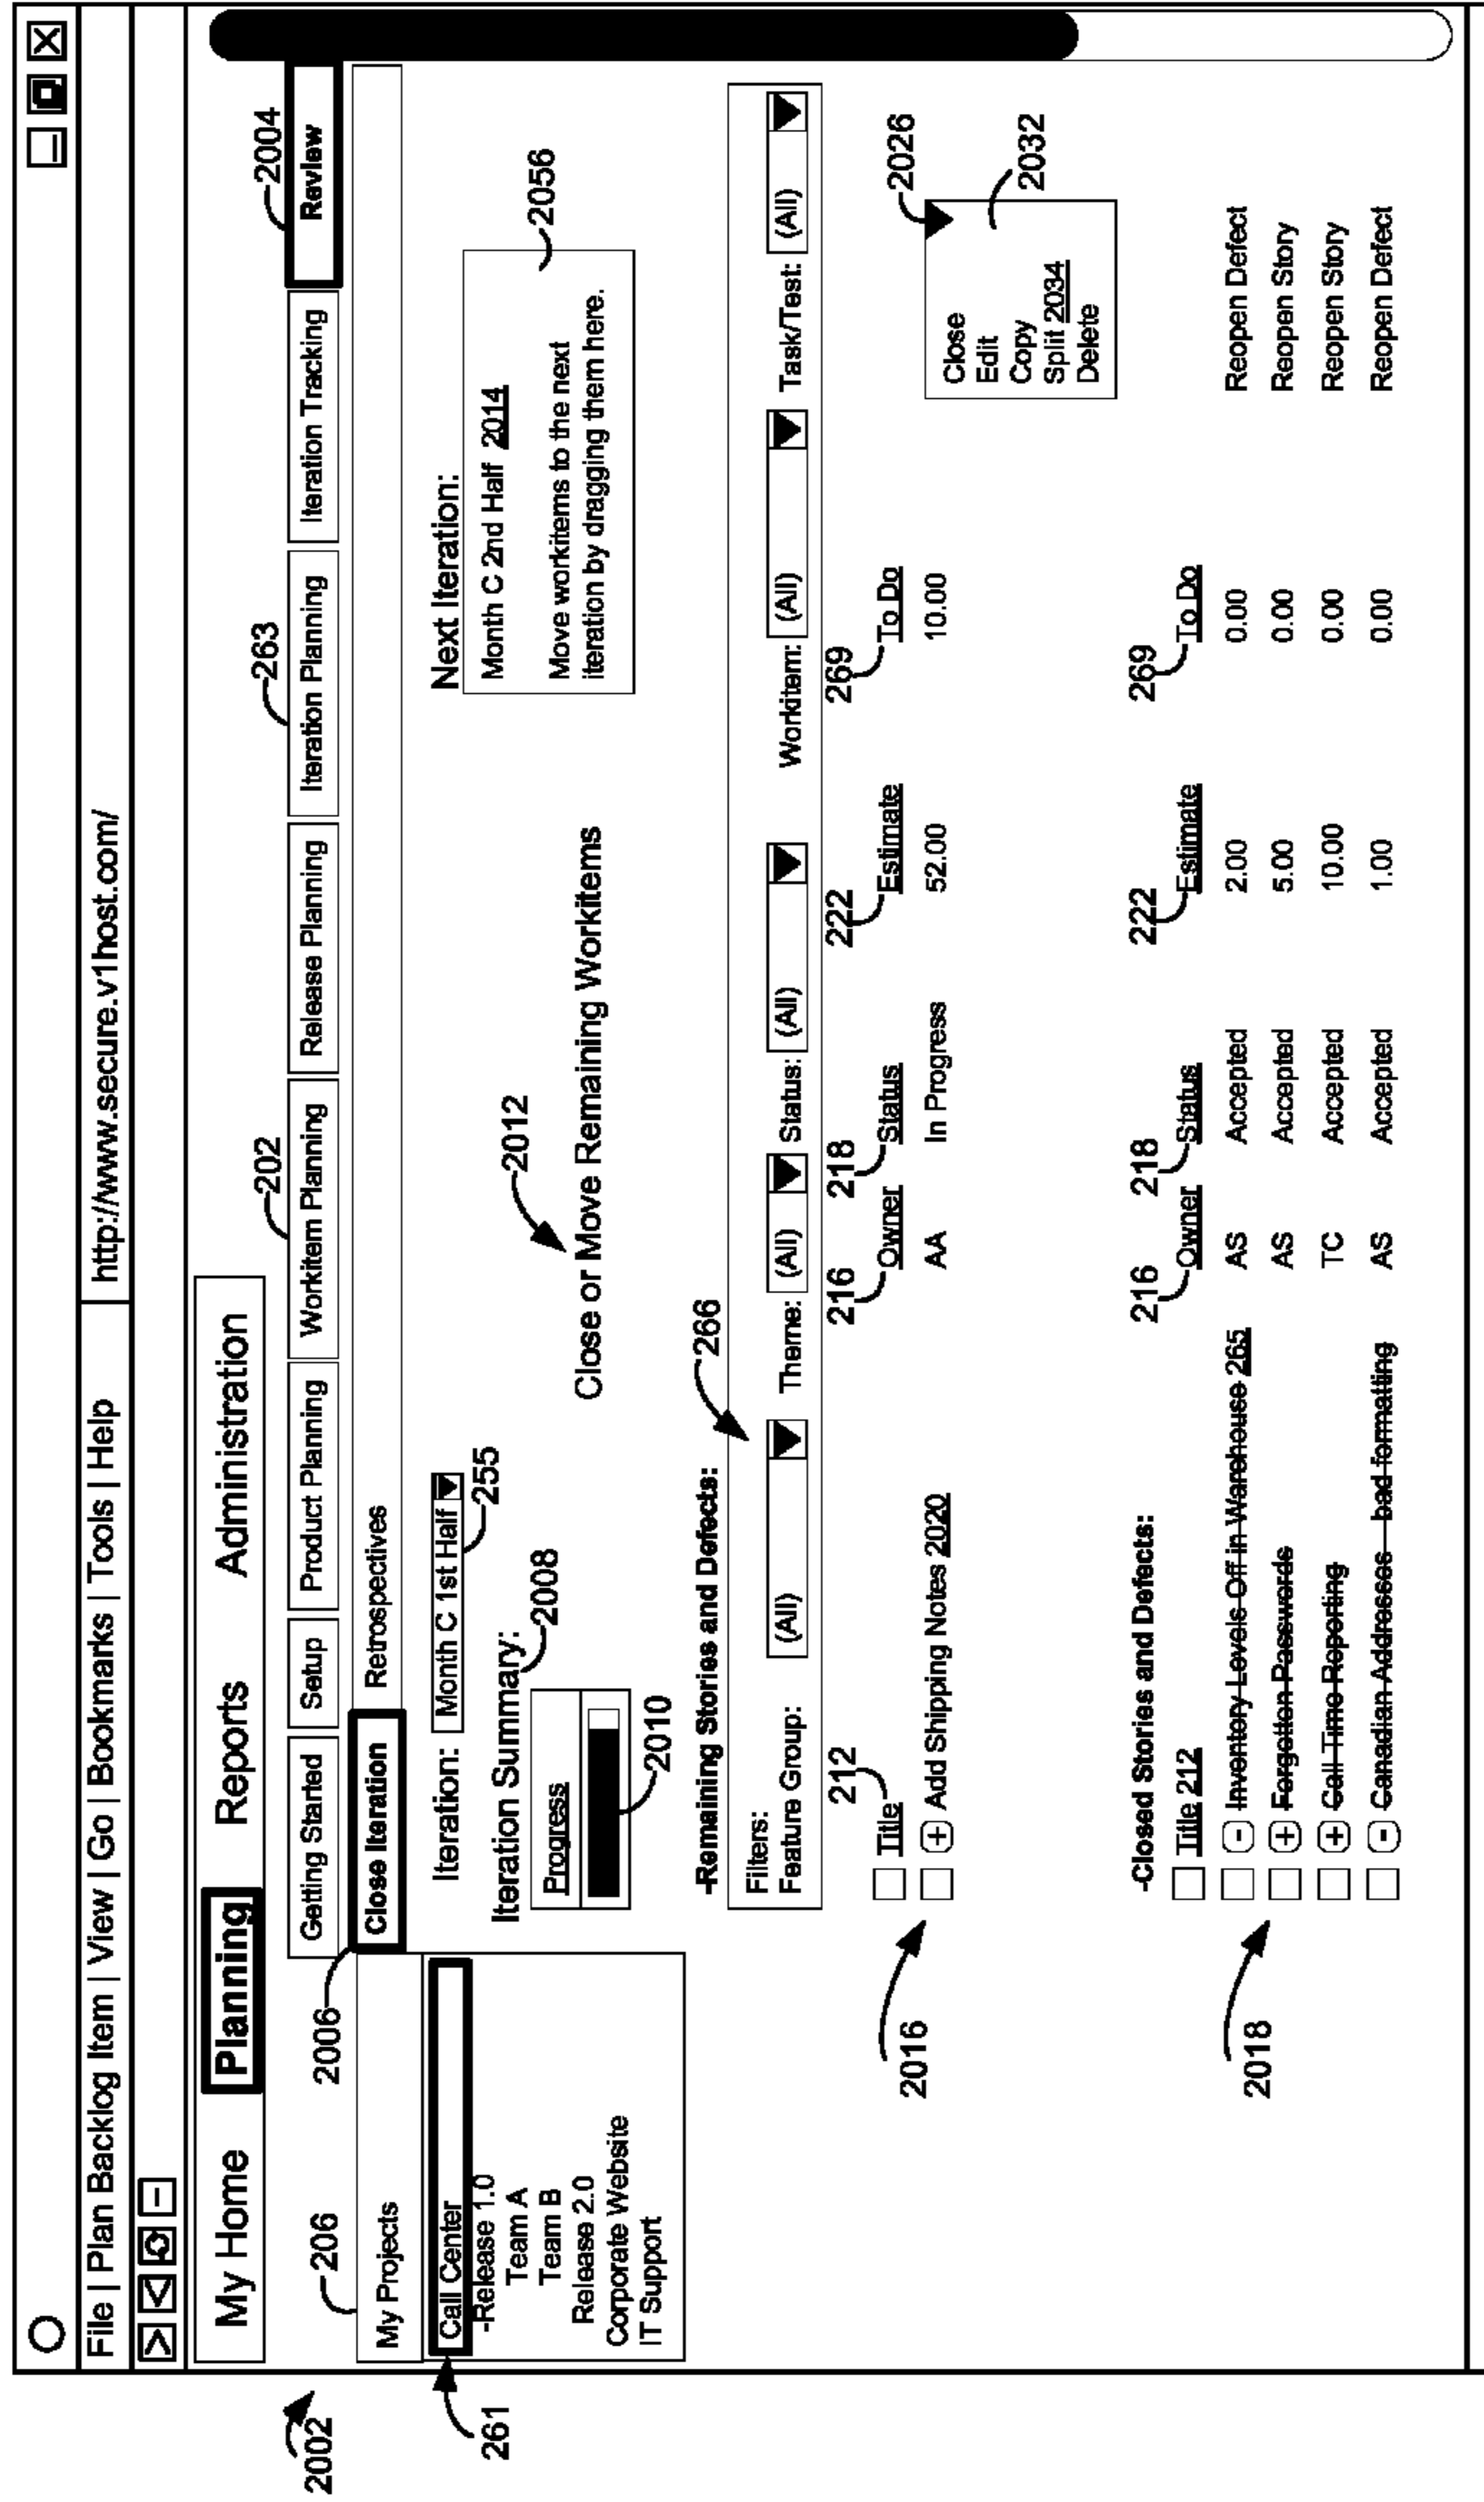 File | Plan Backlog Item | View | Go | Bookmarks | Tools | Help
http://www.secure.v1host.com/
2002
My Home Planning Reports Administration
202
263
2004
Getting Started Setup Product Planning Workitem Planning Release Planning Iteration Planning Iteration Tracking Review
206
2006
My Projects
Close Iteration Retrospectives
261
Call Center
-Release 1.0
Team A
Team B
Release 2.0
Corporate Website
IT Support
Iteration: Month C 1st Half
255
Iteration Summary:
2008
Progress
2010
2012
Close or Move Remaining Workitems
Next Iteration:
Month C 2nd Half 2014
2056
Move workitems to the next
iteration by dragging them here.
-Remaining Stories and Defects:
266
Filters:
Feature Group: Theme: Status: Workitem: Task/Test:
(All) (All) (All) (All) (All)
212 216 218 222 269
Title Owner Status Estimate To Do
2026
Add Shipping Notes 2020 AA In Progress 52.00 10.00
2016
2032
Close
Edit
Copy
Split 2034
Delete
-Closed Stories and Defects:
216 218 222 269
Title 212 Owner Status Estimate To Do
Inventory Levels Off in Warehouse 265 AS Accepted 2.00 0.00 Reopen Defect
2018
Forgotten Passwords AS Accepted 5.00 0.00 Reopen Story
Call Time Reporting TC Accepted 10.00 0.00 Reopen Story
Canadian Addresses - bad formatting AS Accepted 1.00 0.00 Reopen Defect